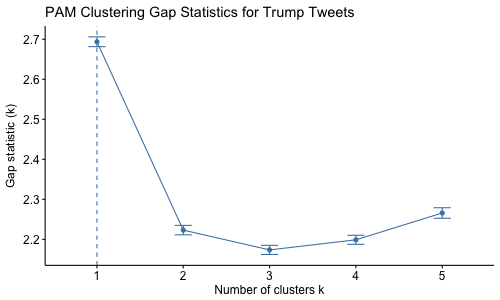 PAM Clustering Gap Statistics for Trump Tweets
2.7
2.6
2.5
2.4
2.3
2.2
Gap statistic (k)
1 2 3 4 5
Number of clusters k